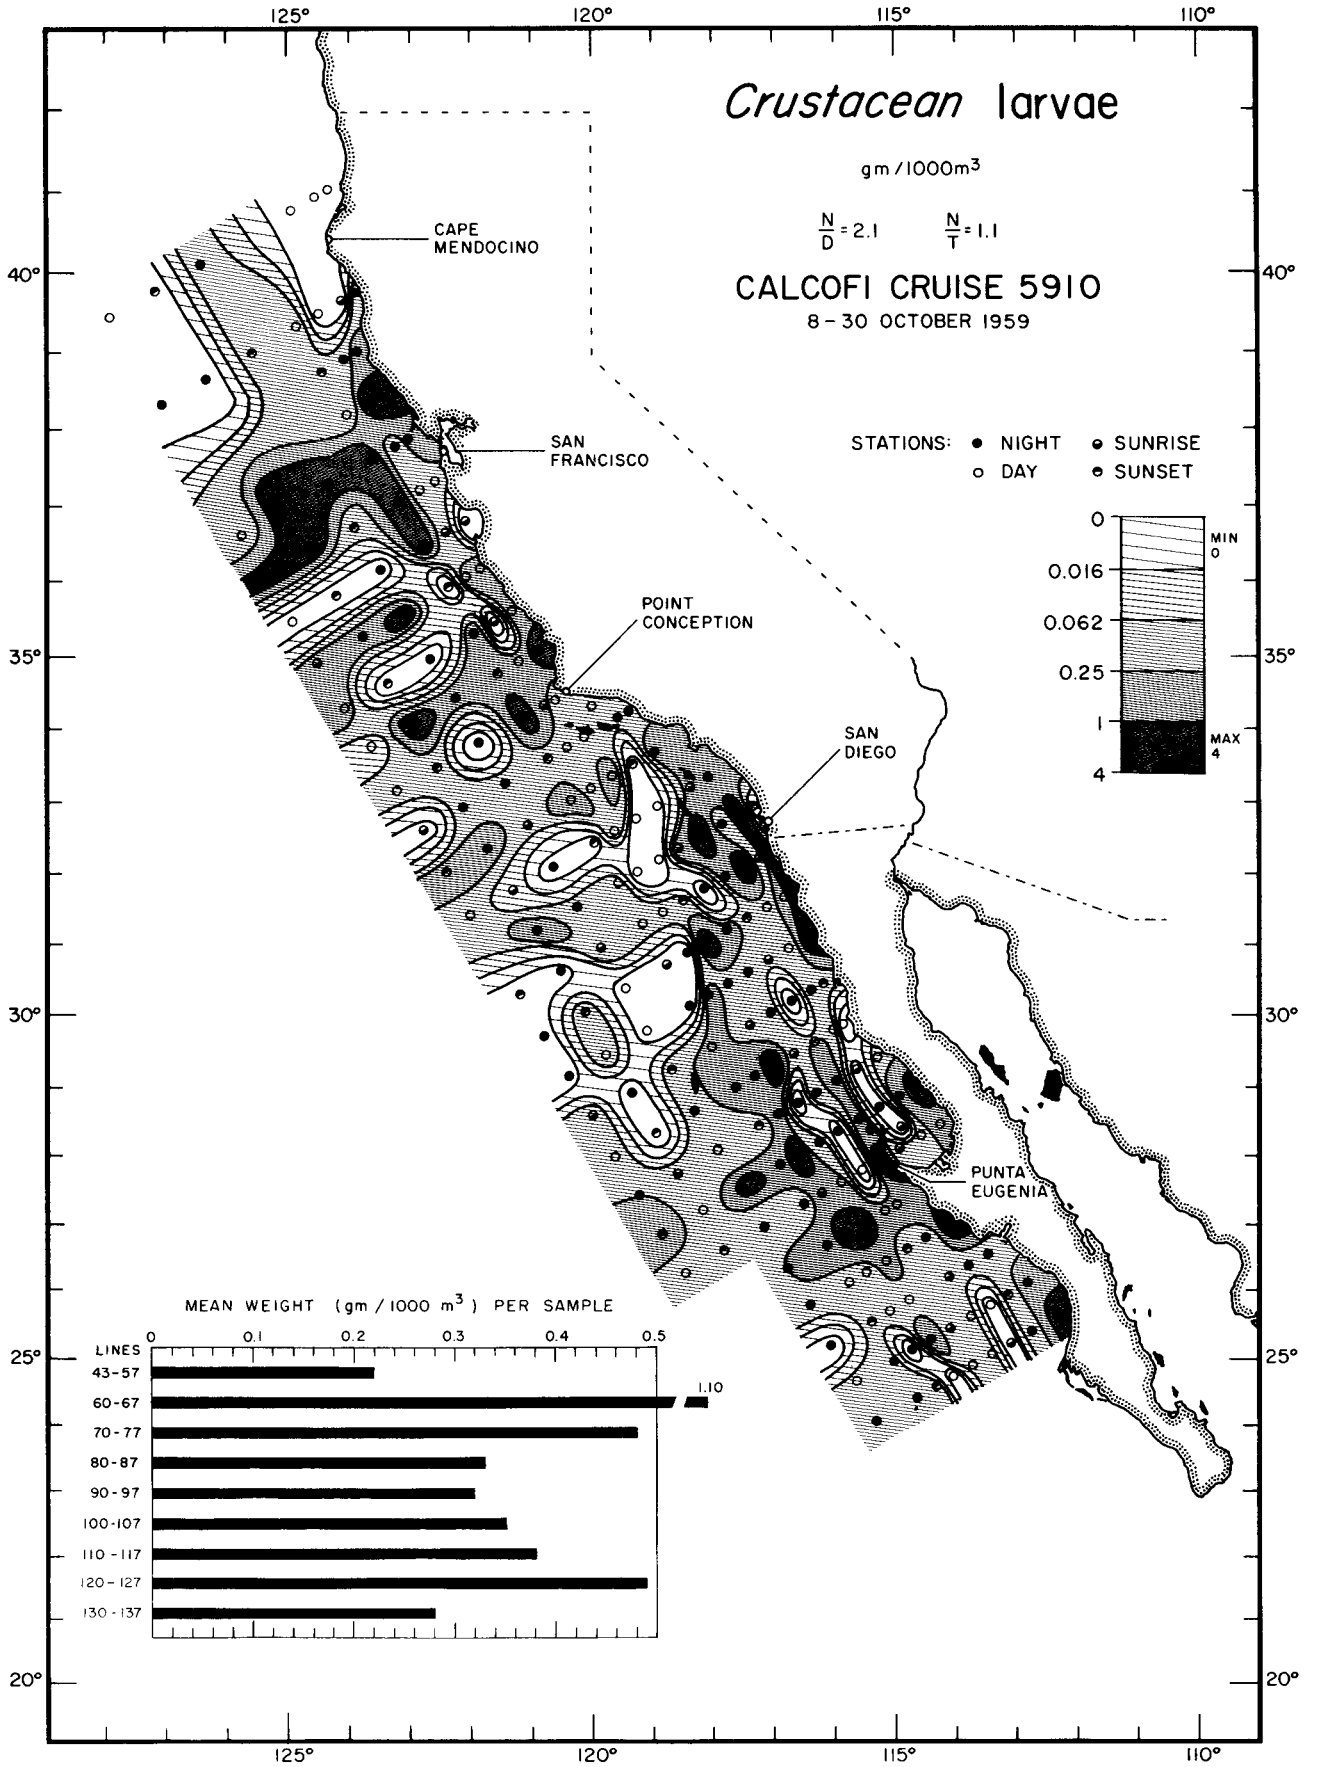 125° 120° 115° 110°
Crustacean larvae
gm/1000m³
N/D = 2.1 N/T = 1.1
CALCOFI CRUISE 5910
8-30 OCTOBER 1959
CAPE
MENDOCINO
40° 40°
SAN
FRANCISCO
STATIONS: ● NIGHT SUNRISE
○ DAY SUNSET
0
MIN
0
0.016
0.062
0.25
1
MAX
4
4
POINT
CONCEPTION
35° 35°
SAN
DIEGO
30° 30°
PUNTA
EUGENIA
MEAN WEIGHT (gm/1000 m³) PER SAMPLE
0 0.1 0.2 0.3 0.4 0.5
LINES
25° 25°
43-57
1.10
60-67
70-77
80-87
90-97
100-107
110-117
120-127
130-137
20° 20°
125° 120° 115° 110°